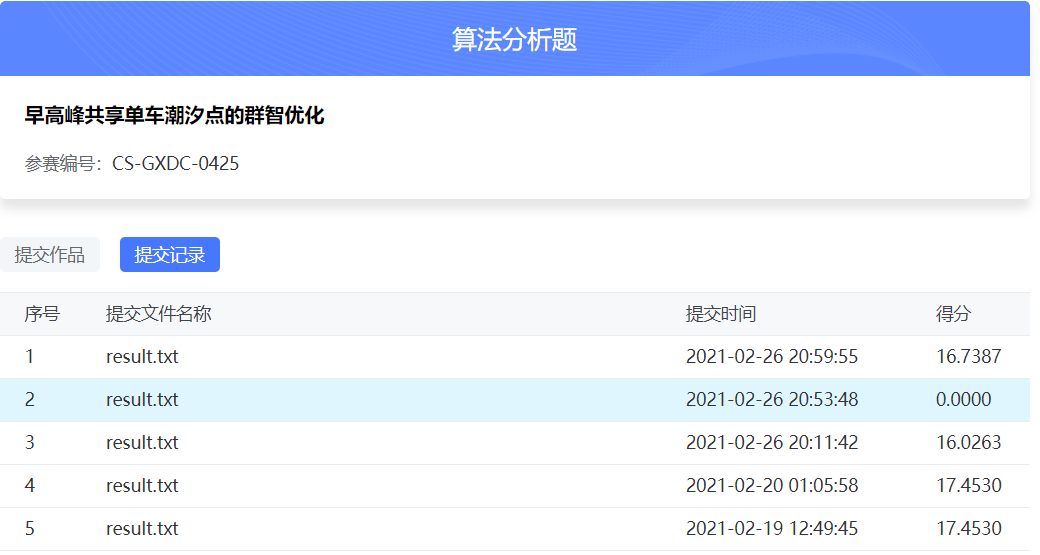 算法分析题
早高峰共享单车潮汐点的群智优化
参赛编号：CS-GXDC-0425
提交作品 提交记录
序号 提交文件名称 提交时间 得分
1 result.txt 2021-02-26 20:59:55 16.7387
2 result.txt 2021-02-26 20:53:48 0.0000
3 result.txt 2021-02-26 20:11:42 16.0263
4 result.txt 2021-02-20 01:05:58 17.4530
5 result.txt 2021-02-19 12:49:45 17.4530